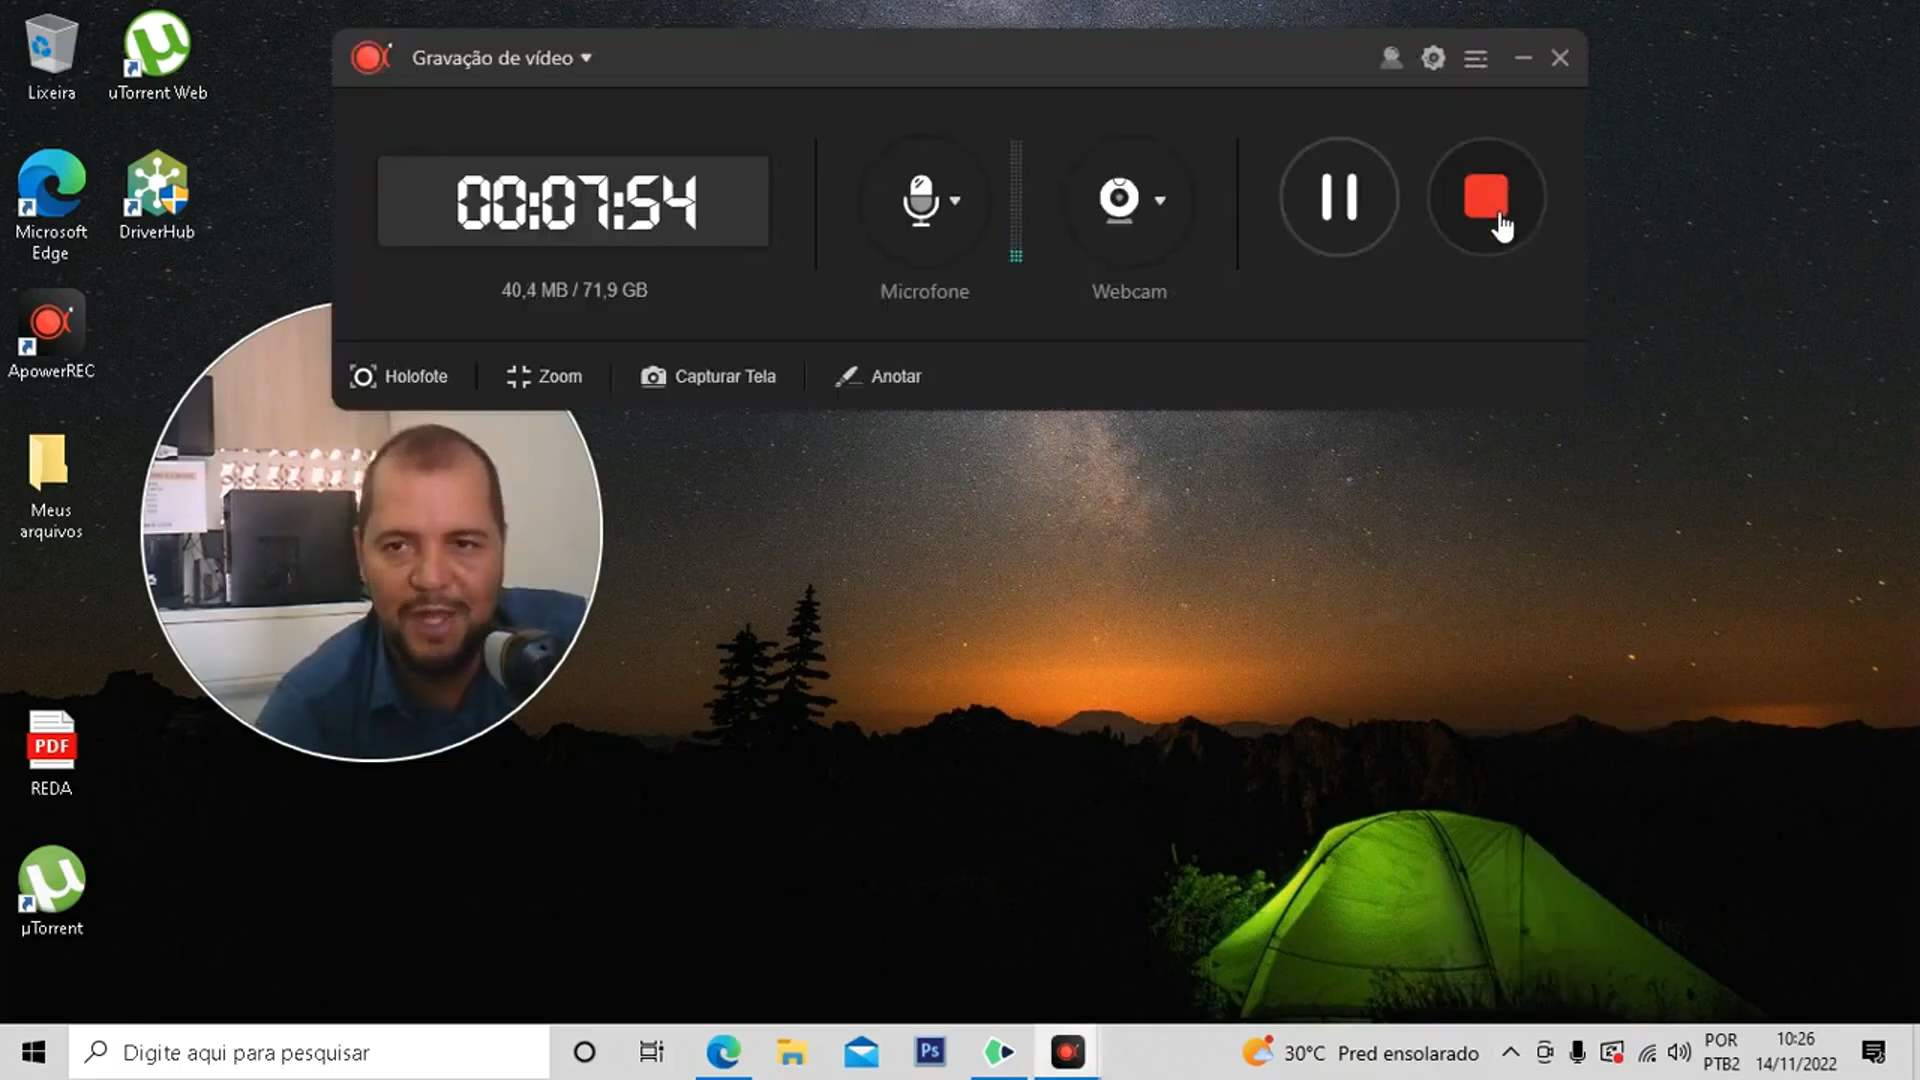 Lixeira
uTorrent Web
Microsoft
Edge
DriverHub
ApowerREC
Meus
arquivos
PDF
REDA
µTorrent
Gravação de vídeo
00:07:54
40,4 MB / 71,9 GB
Microfone
Webcam
Holofote
Zoom
Capturar Tela
Anotar
Digite aqui para pesquisar
Ps
30°C Pred ensolarado
POR
PTB2
10:26
14/11/2022